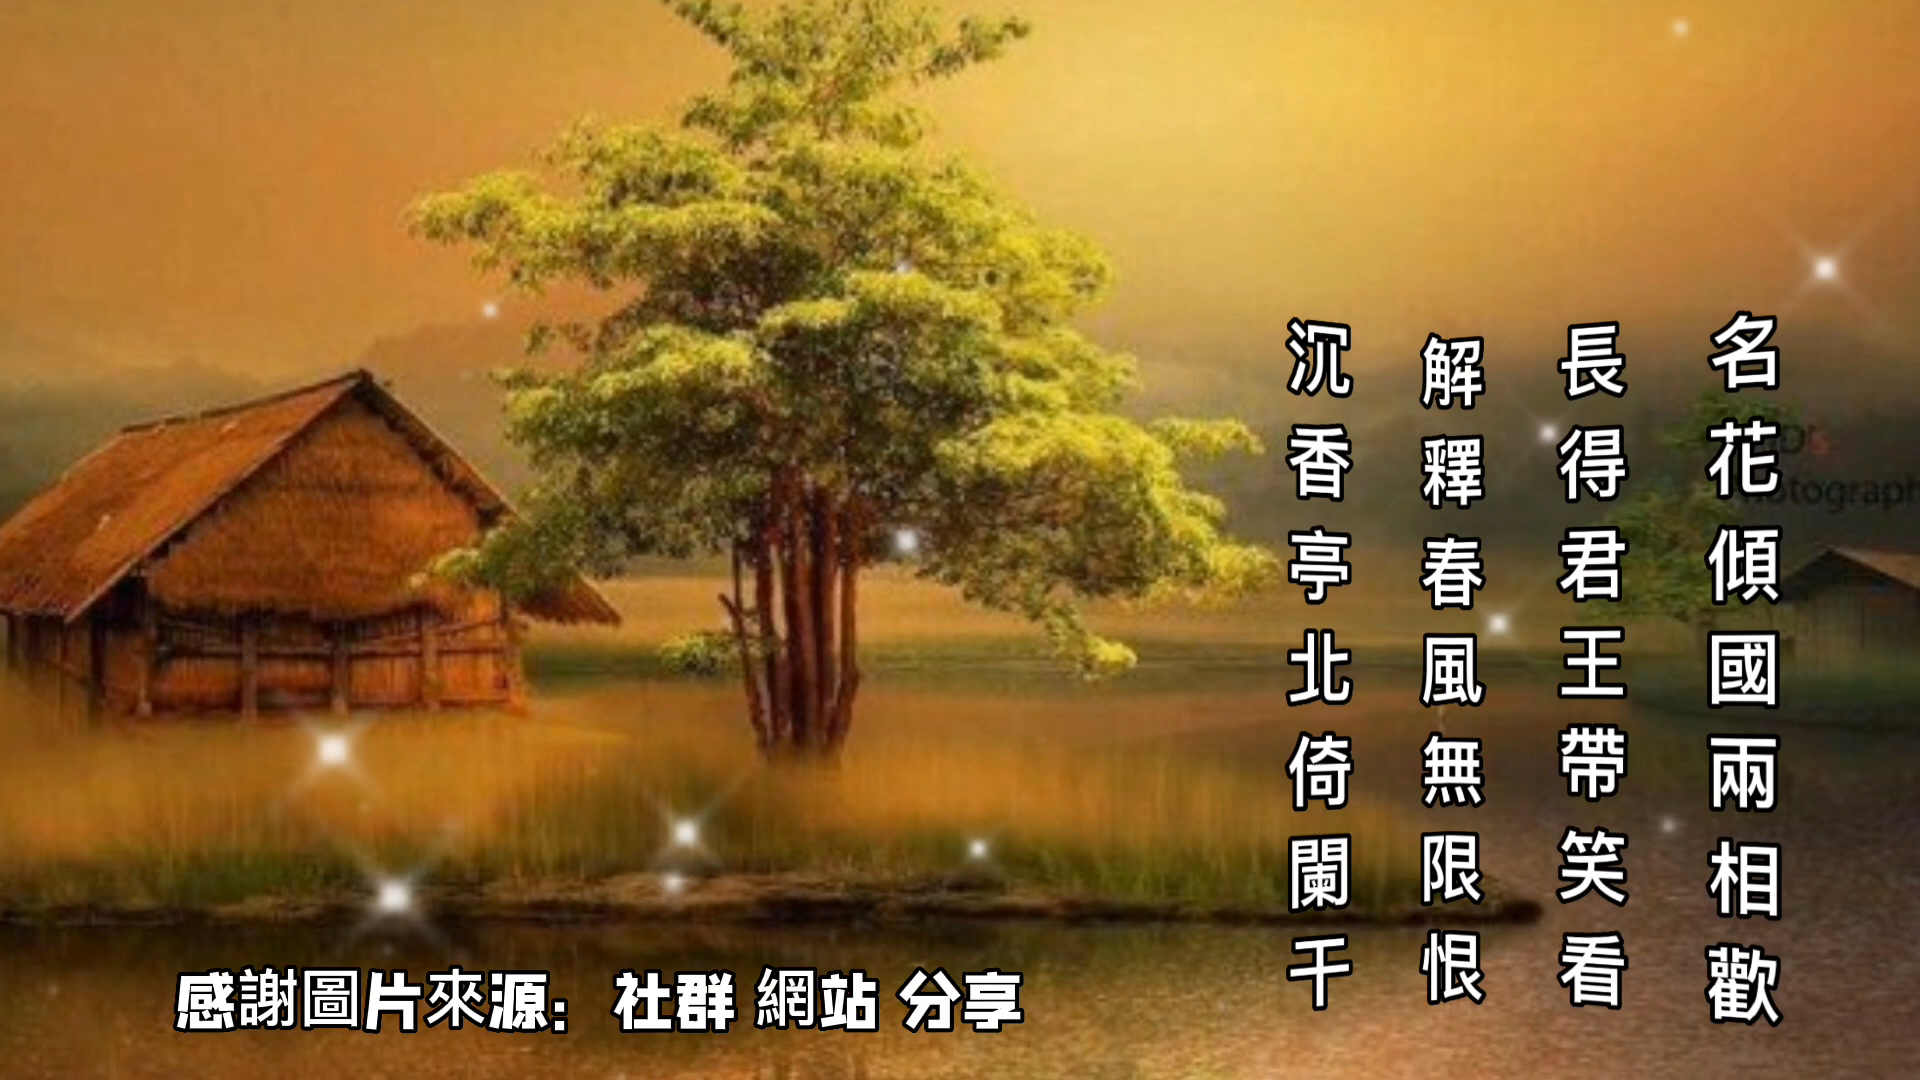 名花傾國兩相歡
長得君王帶笑看
解釋春風無限恨
沉香亭北倚闌干
感謝圖片來源：社群 網站 分享